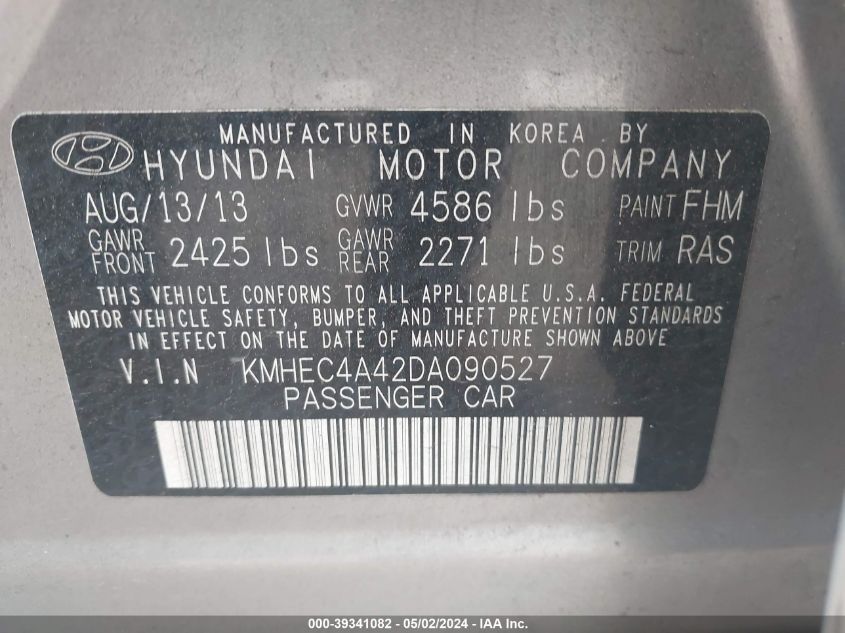 MANUFACTURED IN KOREA BY
HYUNDAI MOTOR COMPANY
AUG/13/13 GVWR 4586 lbs PAINT FHM
GAWR FRONT 2425 lbs GAWR REAR 2271 lbs TRIM RAS
THIS VEHICLE CONFORMS TO ALL APPLICABLE U.S.A. FEDERAL
MOTOR VEHICLE SAFETY, BUMPER, AND THEFT PREVENTION STANDARDS
IN EFFECT ON THE DATE OF MANUFACTURE SHOWN ABOVE
V.I.N KMHEC4A42DA090527
PASSENGER CAR
000-39341082 - 05/02/2024 - IAA Inc.